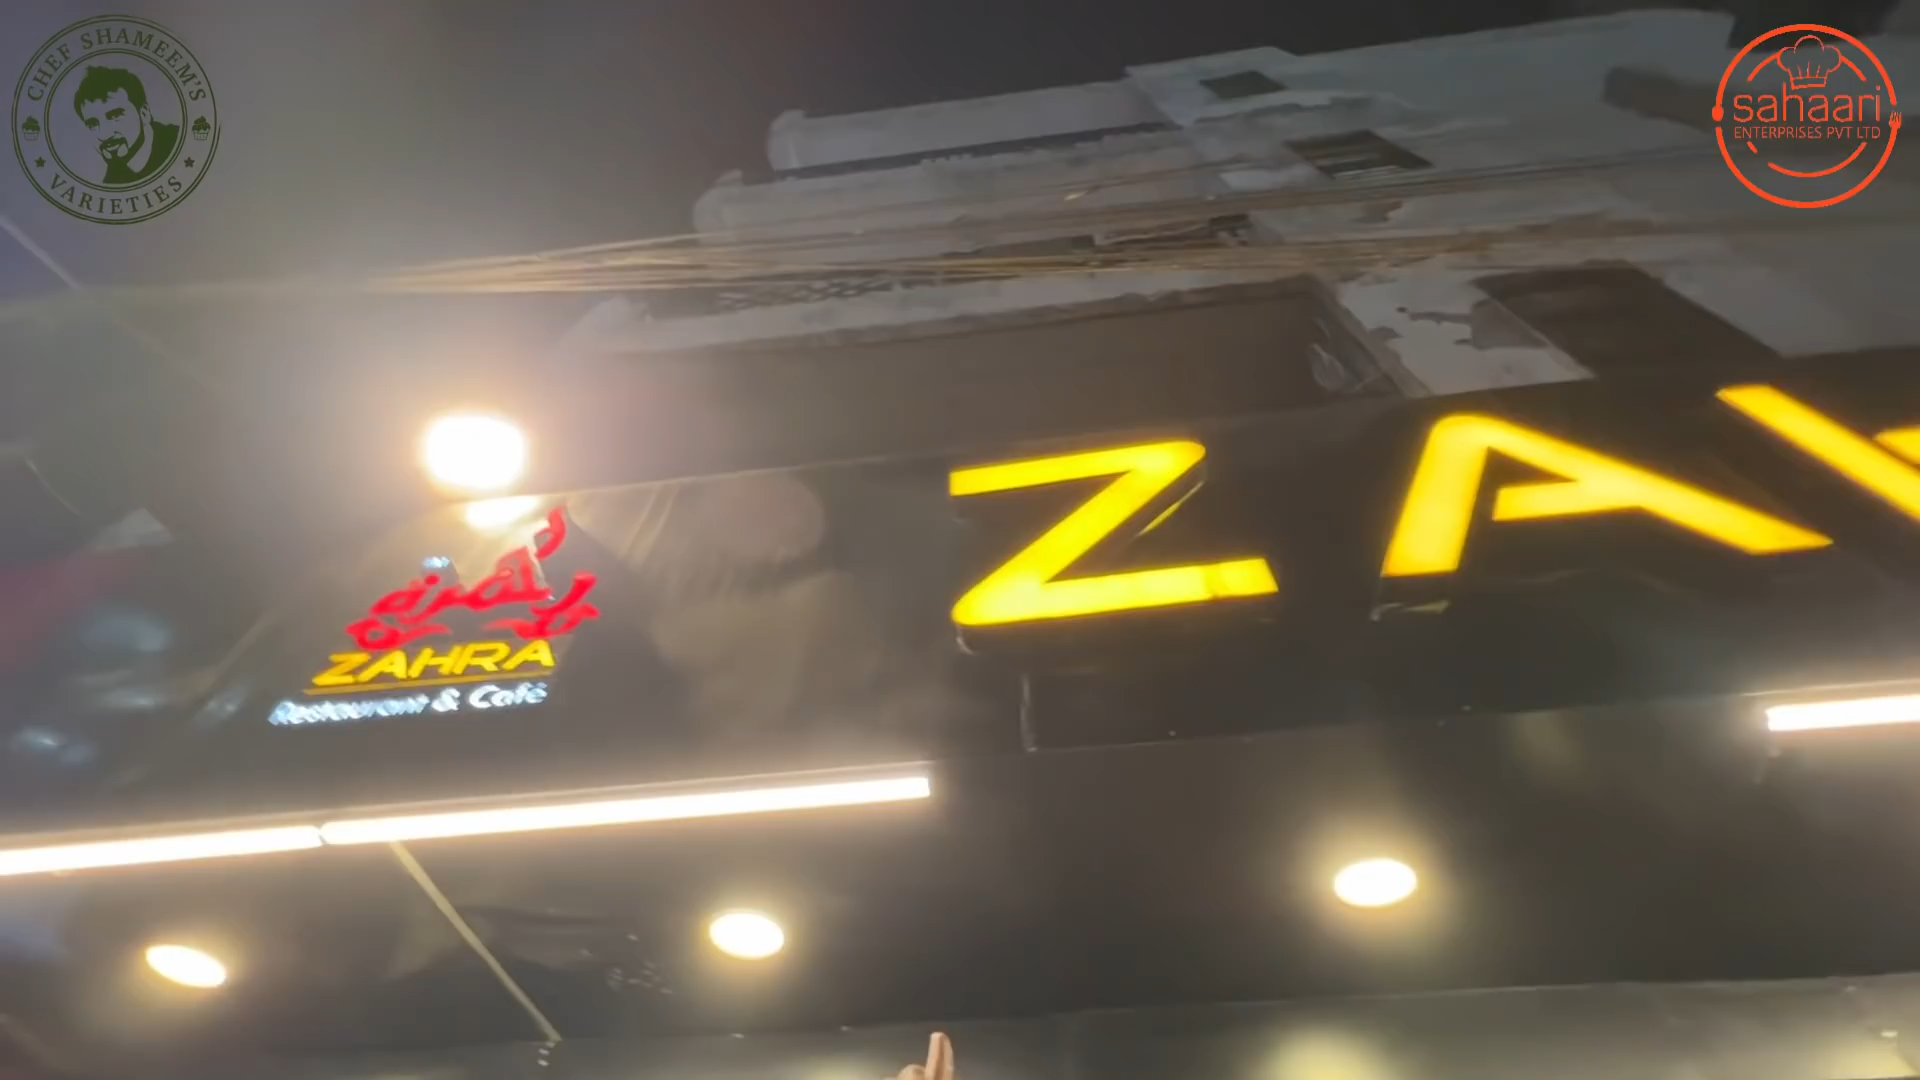 CHEF SHAMEEM'S
VARIETIES
sahaari
ENTERPRISES PVT LTD
ZAHRA
Restaurant & Café
ZA